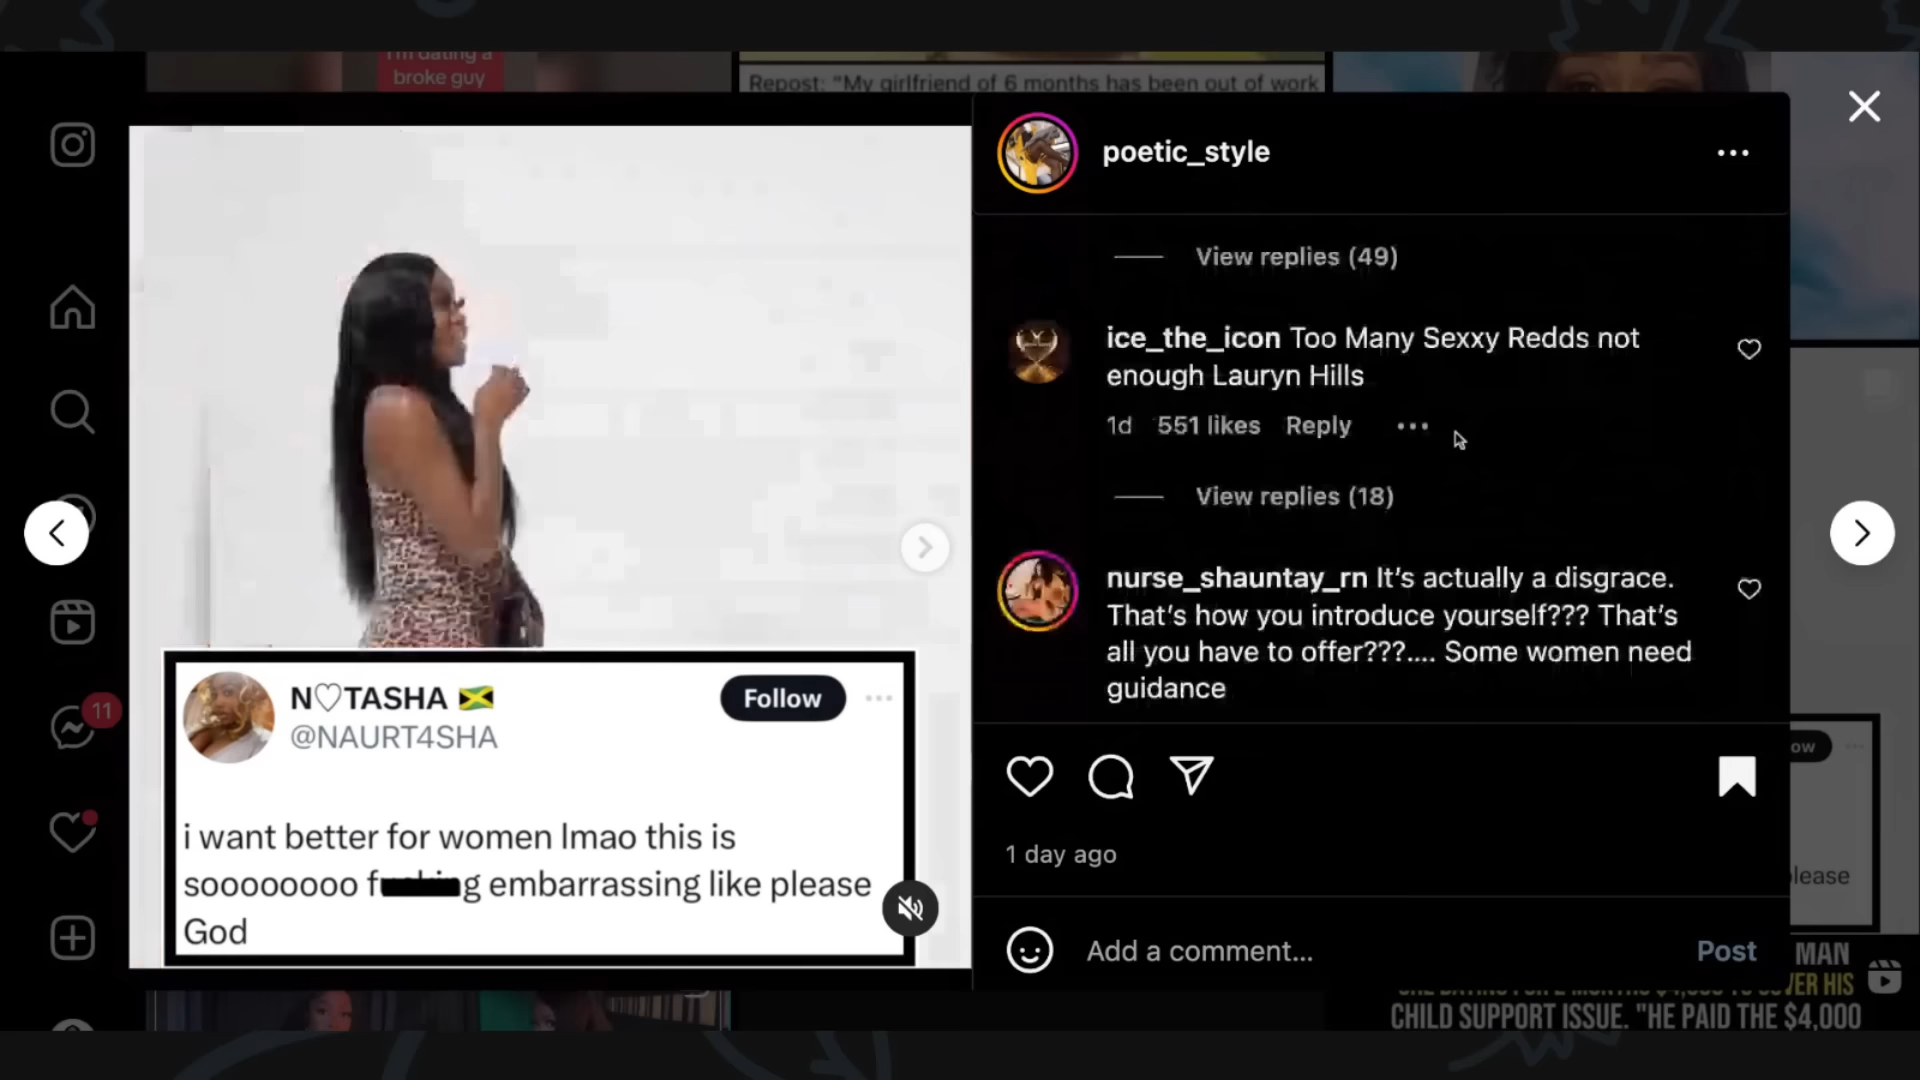 I'm dating a
broke guy
Repost: "My girlfriend of 6 months has been out of work
poetic_style
View replies (49)
ice_the_icon Too Many Sexxy Redds not
enough Lauryn Hills
1d 551 likes Reply
View replies (18)
nurse_shauntay_rn It's actually a disgrace.
That's how you introduce yourself??? That's
all you have to offer???.... Some women need
guidance
N♡TASHA 🇯🇲
Follow
@NAURT4SHA
i want better for women lmao this is
soooooooo f g embarrassing like please
God
11
1 day ago
Add a comment...
Post
ow
lease
MAN
VER HIS
CHILD SUPPORT ISSUE. "HE PAID THE $4,000